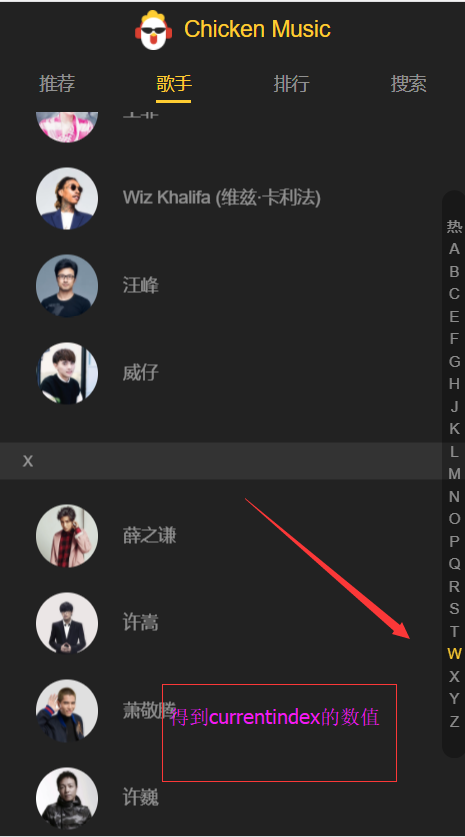 Chicken Music
推荐 歌手 排行 搜索
Wiz Khalifa (维兹·卡利法)
汪峰
威仔
X
薛之谦
许嵩
萧敬腾
得到currentindex的数值
许巍
热
A
B
C
E
F
G
H
J
K
L
M
N
O
P
Q
R
S
T
W
X
Y
Z